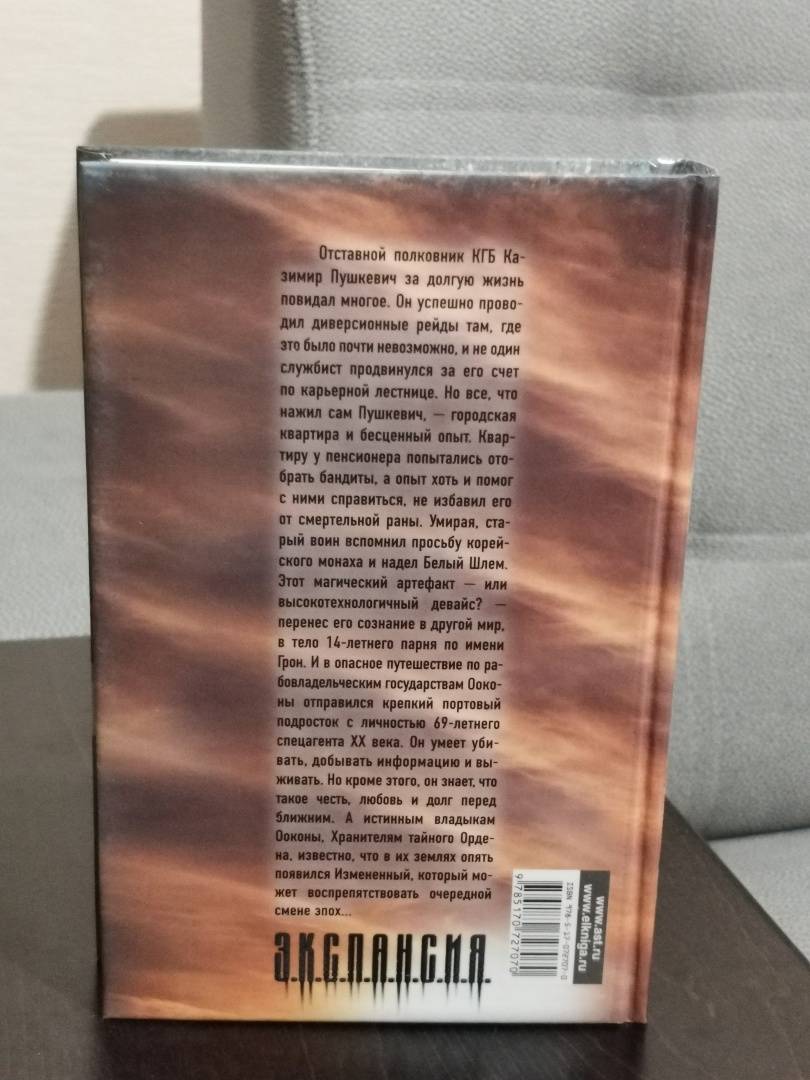 Отставной полковник КГБ Ка-
зимир Пушкевич за долгую жизнь
повидал многое. Он успешно прово-
дил диверсионные рейды там, где
это было почти невозможно, и не один
службист продвинулся за его счет
по карьерной лестнице. Но все, что
нажил сам Пушкевич, — городская
квартира и бесценный опыт. Квар-
тиру у пенсионера попытались ото-
брать бандиты, а опыт хоть и помог
с ними справиться, не избавил его
от смертельной раны. Умирая, ста-
рый воин вспомнил просьбу корей-
ского монаха и надел Белый Шлем.
Этот магический артефакт — или
высокотехнологичный девайс? —
перенес его сознание в другой мир,
в тело 14-летнего парня по имени
Грон. И в опасное путешествие по ра-
бовладельческим государствам Ооко-
ны отправился крепкий портовый
подросток с личностью 69-летнего
спецагента XX века. Он умеет уби-
вать, добывать информацию и вы-
живать. Но кроме этого, он знает, что
такое честь, любовь и долг перед
ближним. А истинным владыкам
Ооконы, Хранителям тайного Орде-
на, известно, что в их землях опять
появился Измененный, который мо-
жет воспрепятствовать очередной
смене эпох...
Э.К.С.П.А.Н.С.И.Я.
www.ast.ru
www.elkniga.ru
ISBN 978-5-17-072707-0
9785170727070